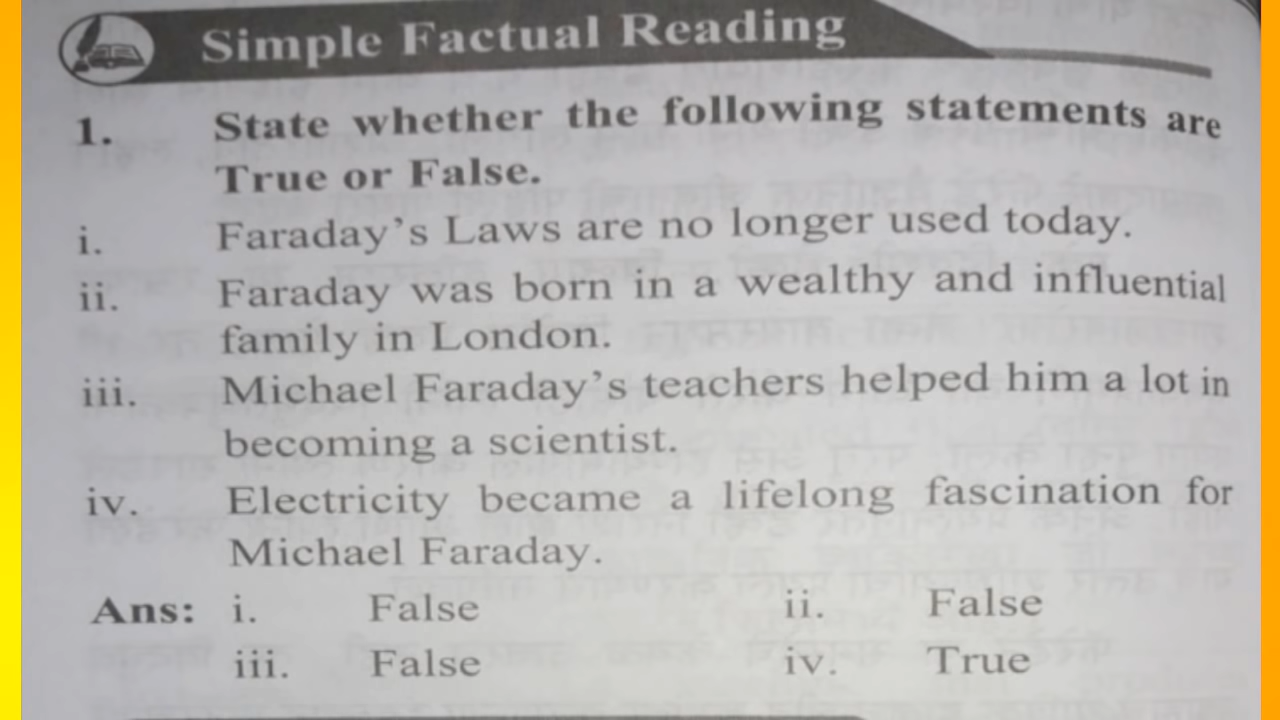 Simple Factual Reading
1. State whether the following statements are
True or False.
i. Faraday's Laws are no longer used today.
ii. Faraday was born in a wealthy and influential
family in London.
iii. Michael Faraday's teachers helped him a lot in
becoming a scientist.
iv. Electricity became a lifelong fascination for
Michael Faraday.
Ans: i. False ii. False
iii. False iv. True